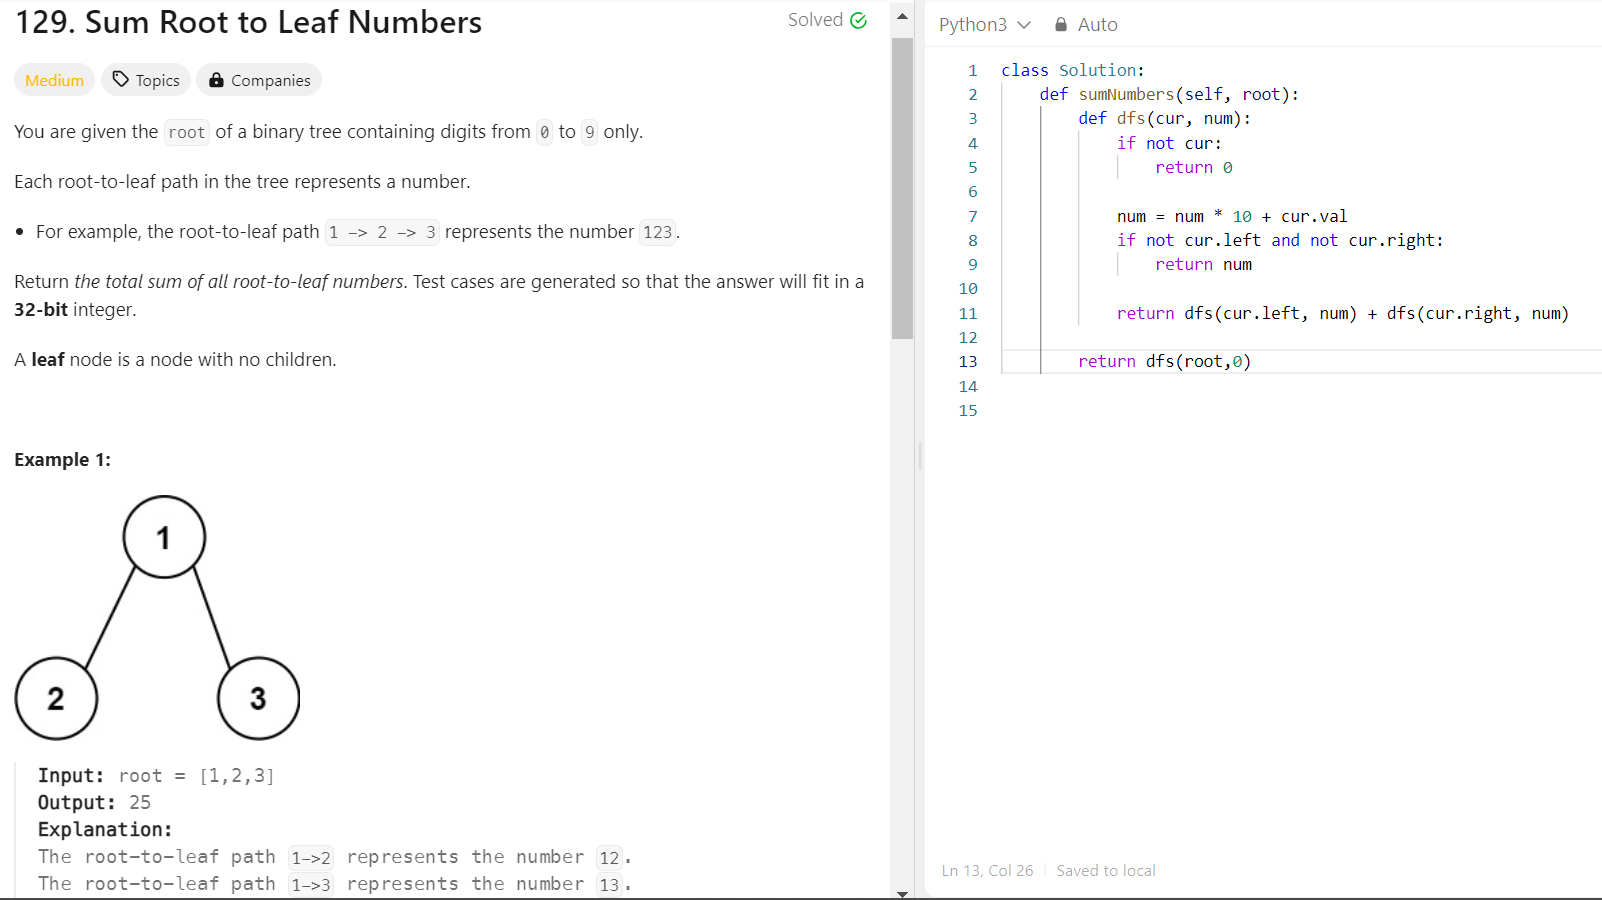 129. Sum Root to Leaf Numbers
Solved
Medium Topics Companies
You are given the root of a binary tree containing digits from 0 to 9 only.
Each root-to-leaf path in the tree represents a number.
• For example, the root-to-leaf path 1 -> 2 -> 3 represents the number 123.
Return the total sum of all root-to-leaf numbers. Test cases are generated so that the answer will fit in a
32-bit integer.
A leaf node is a node with no children.
Example 1:
1
2 3
Input: root = [1,2,3]
Output: 25
Explanation:
The root-to-leaf path 1->2 represents the number 12.
The root-to-leaf path 1->3 represents the number 13.
Python3 Auto
1 class Solution:
2     def sumNumbers(self, root):
3         def dfs(cur, num):
4             if not cur:
5                 return 0
6
7             num = num * 10 + cur.val
8             if not cur.left and not cur.right:
9                 return num
10
11             return dfs(cur.left, num) + dfs(cur.right, num)
12
13         return dfs(root,0)
14
15
Ln 13, Col 26 Saved to local